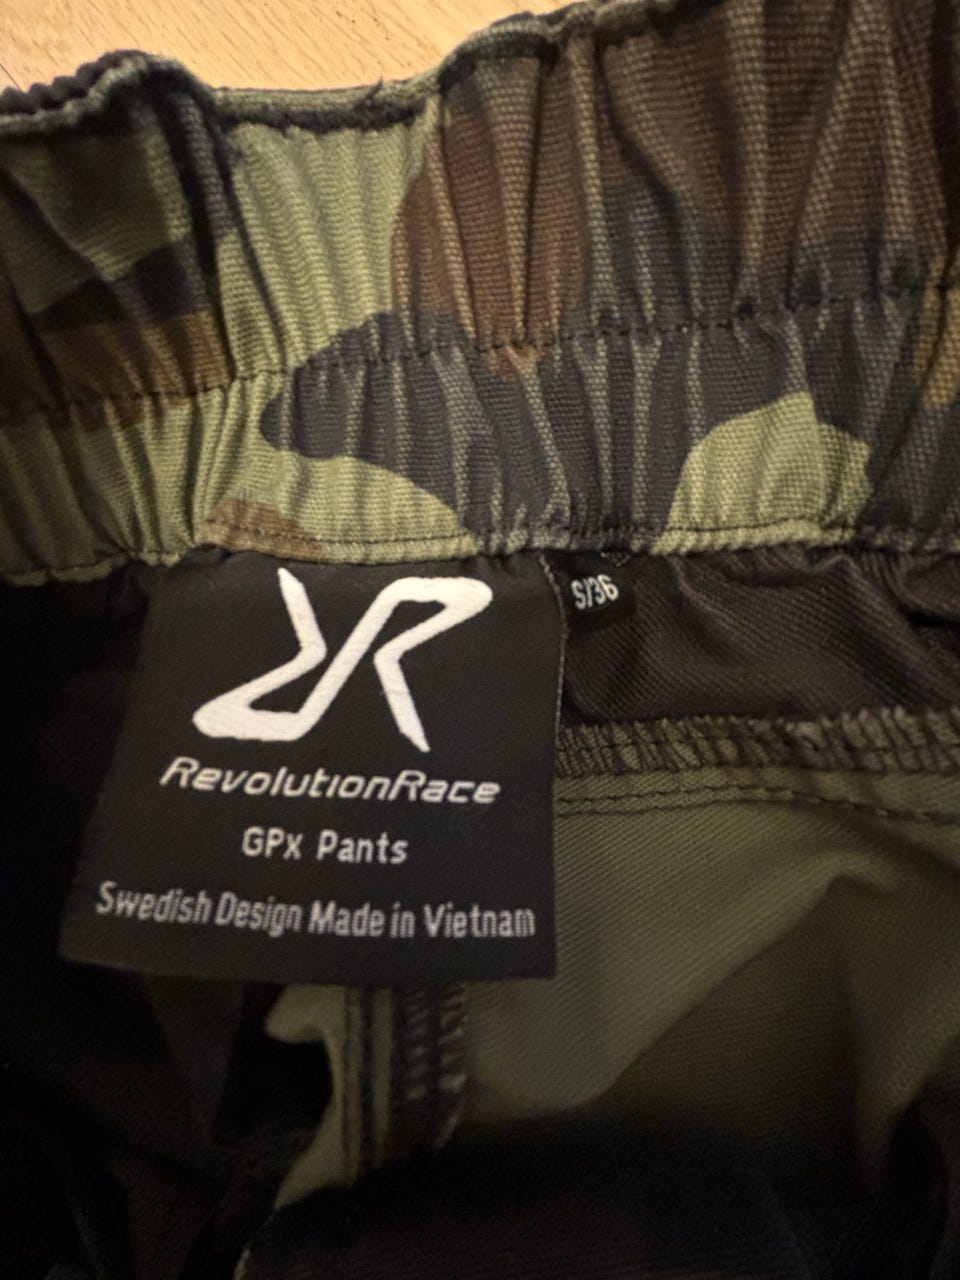 S/36
RevolutionRace
GPx Pants
Swedish Design Made in Vietnam